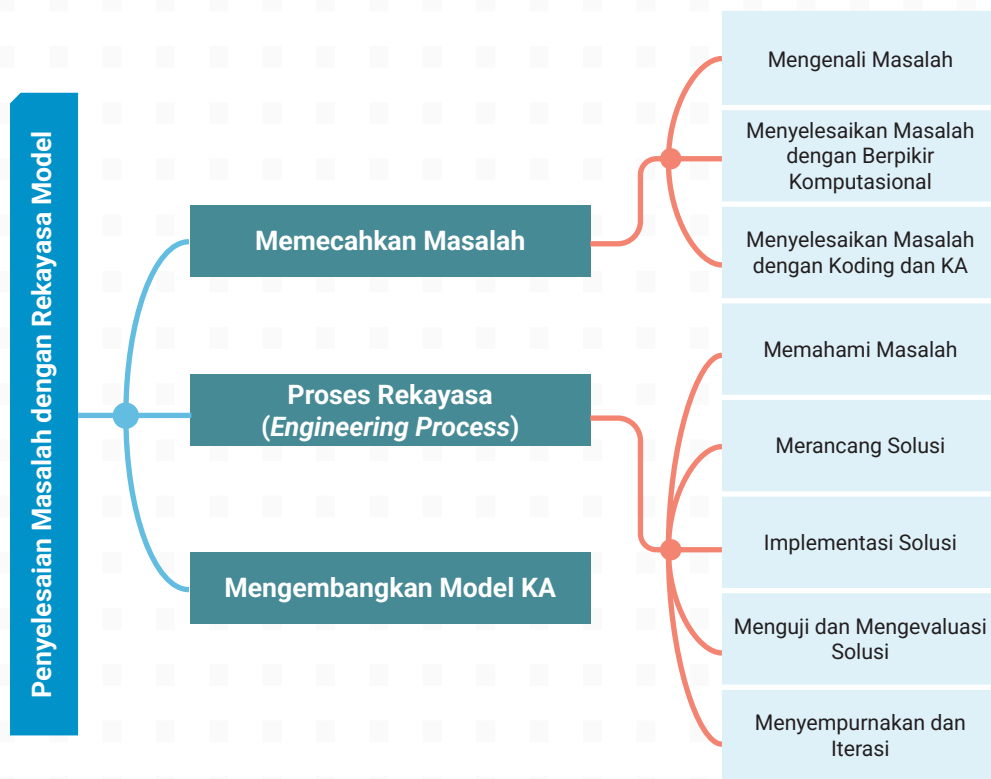 Penyelesaian Masalah dengan Rekayasa Model
Memecahkan Masalah
Mengenali Masalah
Menyelesaikan Masalah
dengan Berpikir
Komputasional
Menyelesaikan Masalah
dengan Koding dan KA
Proses Rekayasa
(Engineering Process)
Memahami Masalah
Merancang Solusi
Implementasi Solusi
Menguji dan Mengevaluasi
Solusi
Menyempurnakan dan
Iterasi
Mengembangkan Model KA